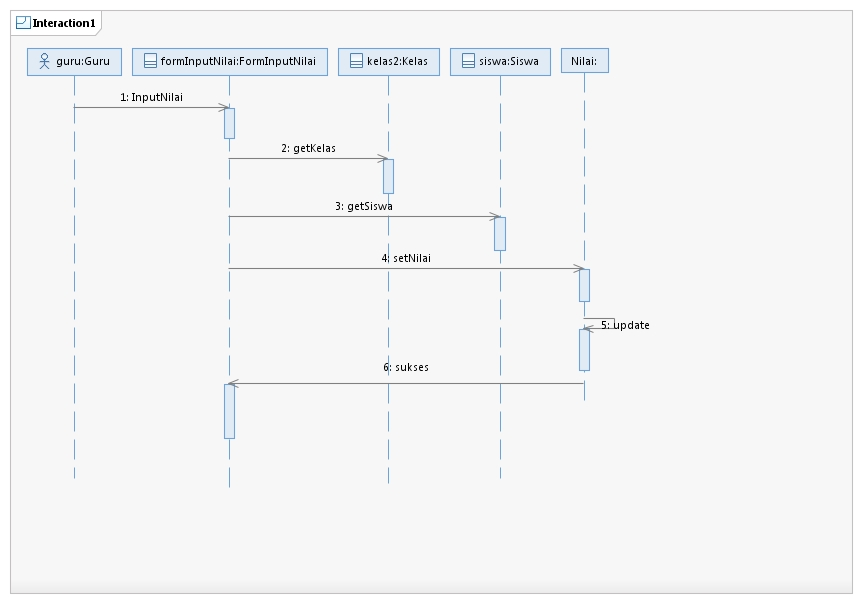 Interaction1
guru:Guru
formInputNilai:FormInputNilai
kelas2:Kelas
siswa:Siswa
Nilai:
1: InputNilai
2: getKelas
3: getSiswa
4: setNilai
5: update
6: sukses